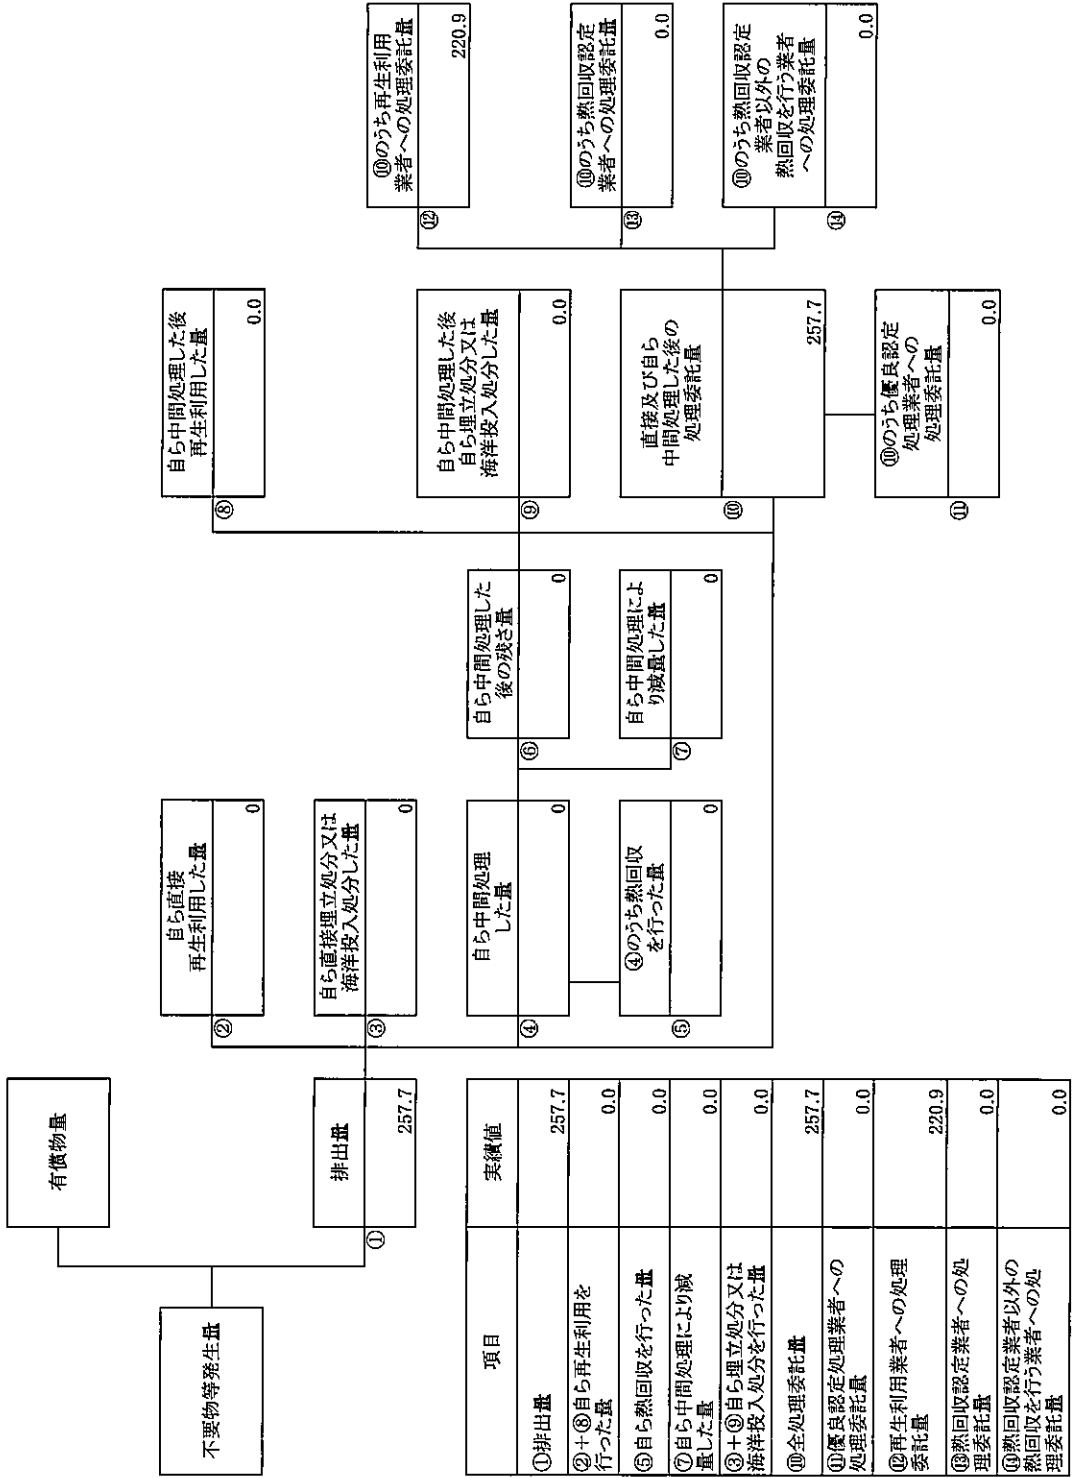 不要物等発生量
有償物量
①
排出量
257.7
②
自ら直接
再生利用した量
0
③
自ら直接埋立処分又は
海洋投入処分した量
0
④
自ら中間処理
した量
0
⑤
④のうち熱回収
を行った量
0
⑥
自ら中間処理した
後の残さ量
0
⑦
自ら中間処理によ
り減量した量
0
⑧
自ら中間処理した後
再生利用した量
0.0
⑨
自ら中間処理した後
自ら埋立処分又は
海洋投入処分した量
0.0
⑩
直接及び自ら
中間処理した後の
処理委託量
257.7
⑪
⑩のうち優良認定
処理業者への
処理委託量
0.0
⑫
⑩のうち再生利用
業者への処理委託量
220.9
⑬
⑩のうち熱回収認定
業者への処理委託量
0.0
⑭
⑩のうち熱回収認定
業者以外の
熱回収を行う業者
への処理委託量
0.0
項目 実績値
①排出量 257.7
②+⑧自ら再生利用を
行った量 0.0
⑤自ら熱回収を行った量 0.0
⑦自ら中間処理により減
量した量 0.0
③+⑨自ら埋立処分又は
海洋投入処分を行った量 0.0
⑩全処理委託量 257.7
⑪優良認定処理業者への
処理委託量 0.0
⑫再生利用業者への処理
委託量 220.9
⑬熱回収認定業者への処
理委託量 0.0
⑭熱回収認定業者以外の
熱回収を行う業者への処
理委託量 0.0